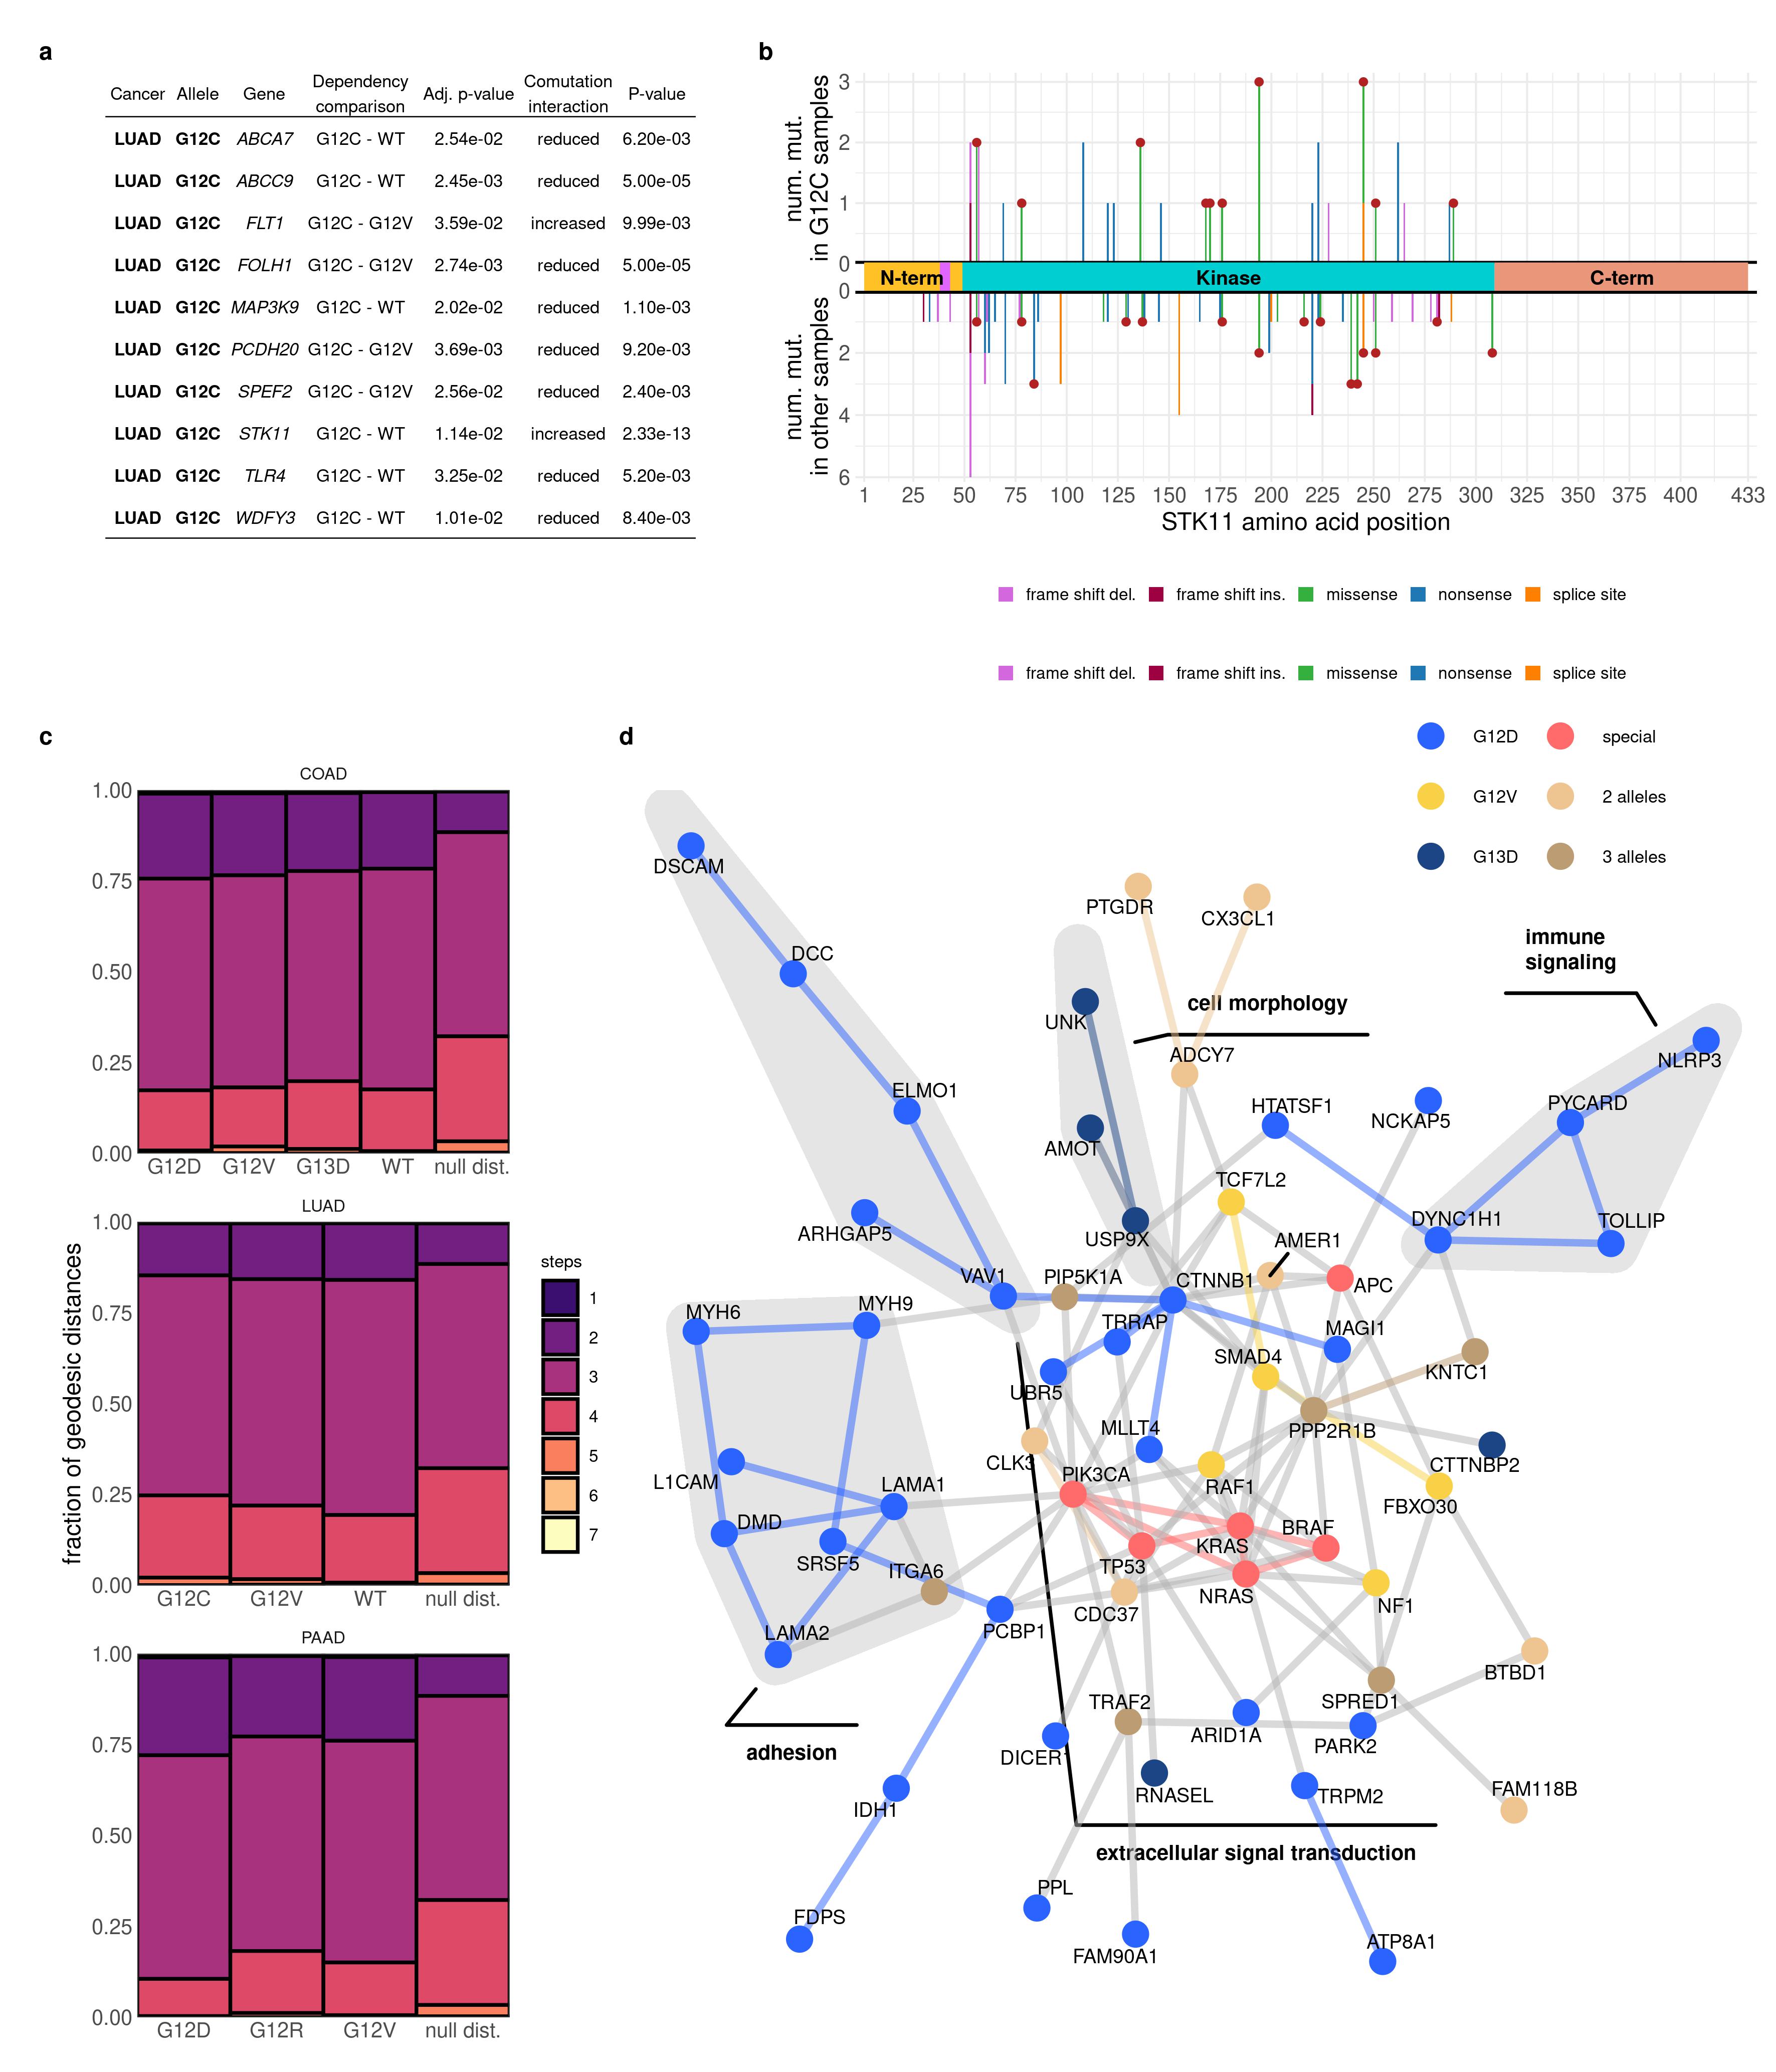 a
Cancer Allele Gene Dependency comparison Adj. p-value Comutation interaction P-value
LUAD G12C ABCA7 G12C - WT 2.54e-02 reduced 6.20e-03
LUAD G12C ABCC9 G12C - WT 2.45e-03 reduced 5.00e-05
LUAD G12C FLT1 G12C - G12V 3.59e-02 increased 9.99e-03
LUAD G12C FOLH1 G12C - G12V 2.74e-03 reduced 5.00e-05
LUAD G12C MAP3K9 G12C - WT 2.02e-02 reduced 1.10e-03
LUAD G12C PCDH20 G12C - G12V 3.69e-03 reduced 9.20e-03
LUAD G12C SPEF2 G12C - G12V 2.56e-02 reduced 2.40e-03
LUAD G12C STK11 G12C - WT 1.14e-02 increased 2.33e-13
LUAD G12C TLR4 G12C - WT 3.25e-02 reduced 5.20e-03
LUAD G12C WDFY3 G12C - WT 1.01e-02 reduced 8.40e-03
b
num. mut.
in G12C samples
3
2
1
0
N-term Kinase C-term
num. mut.
in other samples
0
2
4
6
1 25 50 75 100 125 150 175 200 225 250 275 300 325 350 375 400 433
STK11 amino acid position
frame shift del. frame shift ins. missense nonsense splice site
frame shift del. frame shift ins. missense nonsense splice site
c
fraction of geodesic distances
COAD
1.00
0.75
0.50
0.25
0.00
G12D G12V G13D WT null dist.
LUAD
1.00
0.75
0.50
0.25
0.00
G12C G12V WT null dist.
PAAD
1.00
0.75
0.50
0.25
0.00
G12D G12R G12V null dist.
steps
1
2
3
4
5
6
7
d
G12D special
G12V 2 alleles
G13D 3 alleles
DSCAM
PTGDR
CX3CL1
immune
signaling
DCC
cell morphology
UNK
ADCY7
NLRP3
ELMO1
HTATSF1
NCKAP5
PYCARD
AMOT
TCF7L2
ARHGAP5
USP9X
AMER1
DYNC1H1
TOLLIP
VAV1
PIP5K1A
CTNNB1
APC
MYH6
MYH9
TRRAP
MAGI1
SMAD4
KNTC1
UBR5
MLLT4
PPP2R1B
CLK3
PIK3CA
CTTNBP2
L1CAM
LAMA1
RAF1
FBXO30
DMD
SRSF5
BRAF
KRAS
ITGA6
TP53
NRAS
NF1
CDC37
LAMA2
PCBP1
BTBD1
TRAF2
SPRED1
ARID1A
PARK2
adhesion
DICER1
RNASEL
TRPM2
FAM118B
IDH1
extracellular signal transduction
PPL
FDPS
FAM90A1
ATP8A1